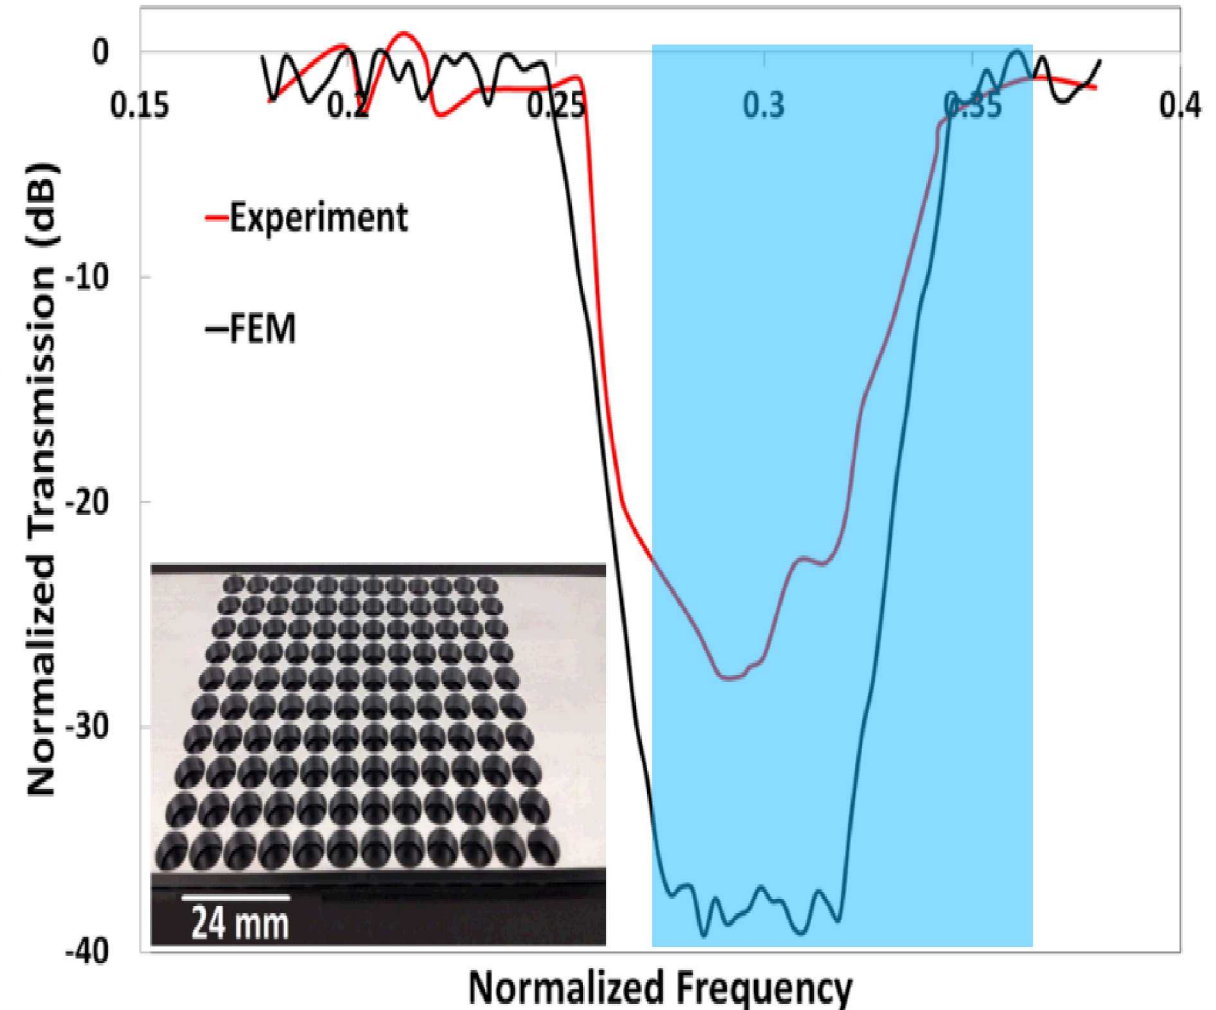 0
0.15 0.2 0.25 0.3 0.35 0.4
Experiment
-10
FEM
-20
-30
24 mm
-40
Normalized Transmission (dB)
Normalized Frequency